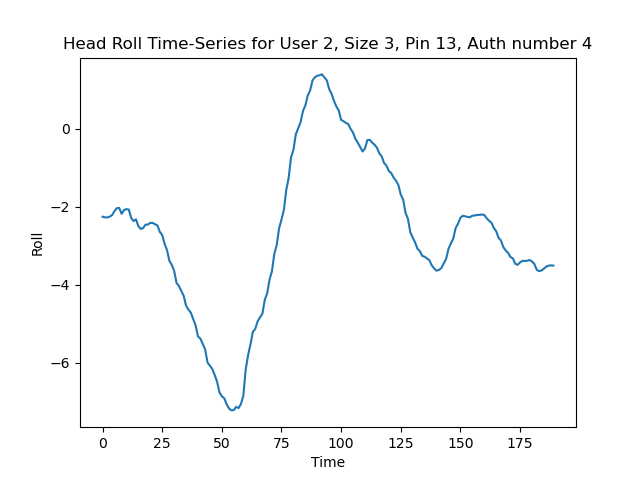 Head Roll Time-Series for User 2, Size 3, Pin 13, Auth number 4
0
−2
−4
−6
Roll
0 25 50 75 100 125 150 175
Time